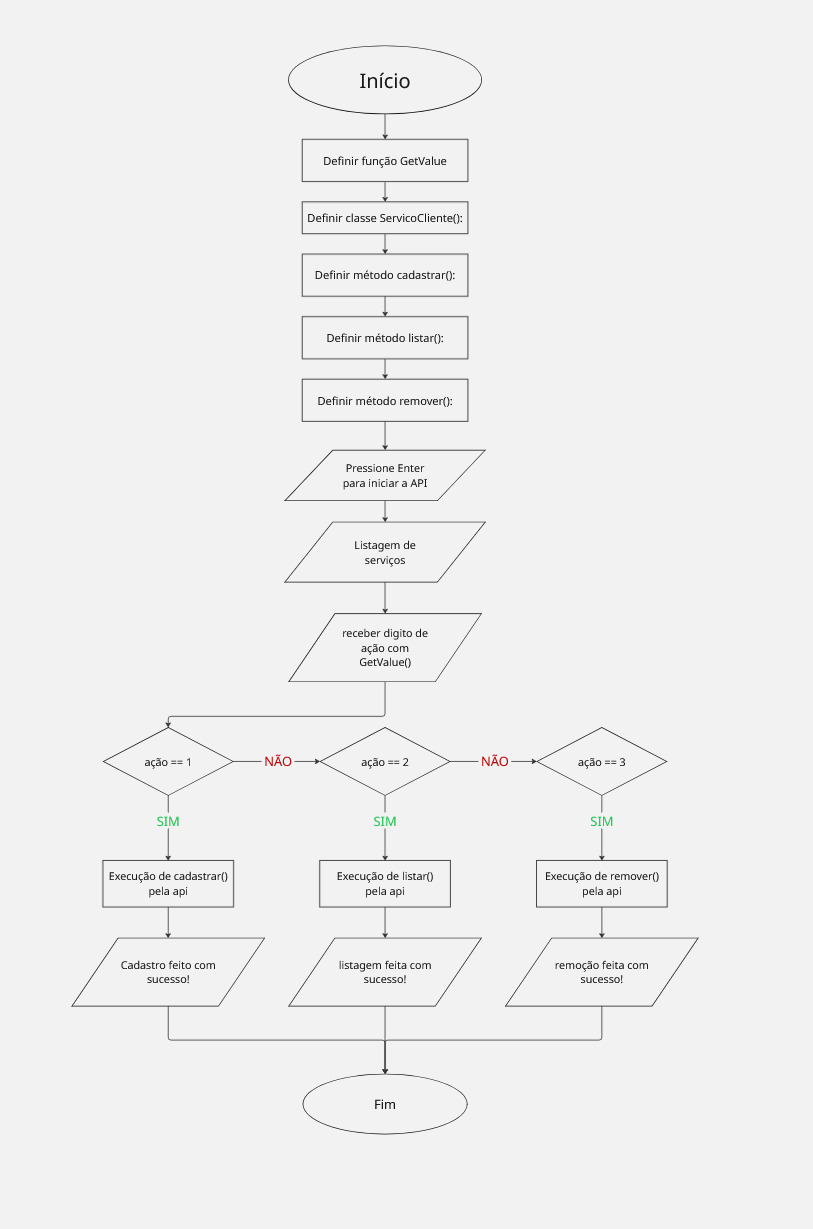 Início
Definir função GetValue
Definir classe ServicoCliente():
Definir método cadastrar():
Definir método listar():
Definir método remover():
Pressione Enter
para iniciar a API
Listagem de
serviços
receber digito de
ação com
GetValue()
ação == 1
NÃO
ação == 2
NÃO
ação == 3
SIM
SIM
SIM
Execução de cadastrar()
pela api
Execução de listar()
pela api
Execução de remover()
pela api
Cadastro feito com
sucesso!
listagem feita com
sucesso!
remoção feita com
sucesso!
Fim